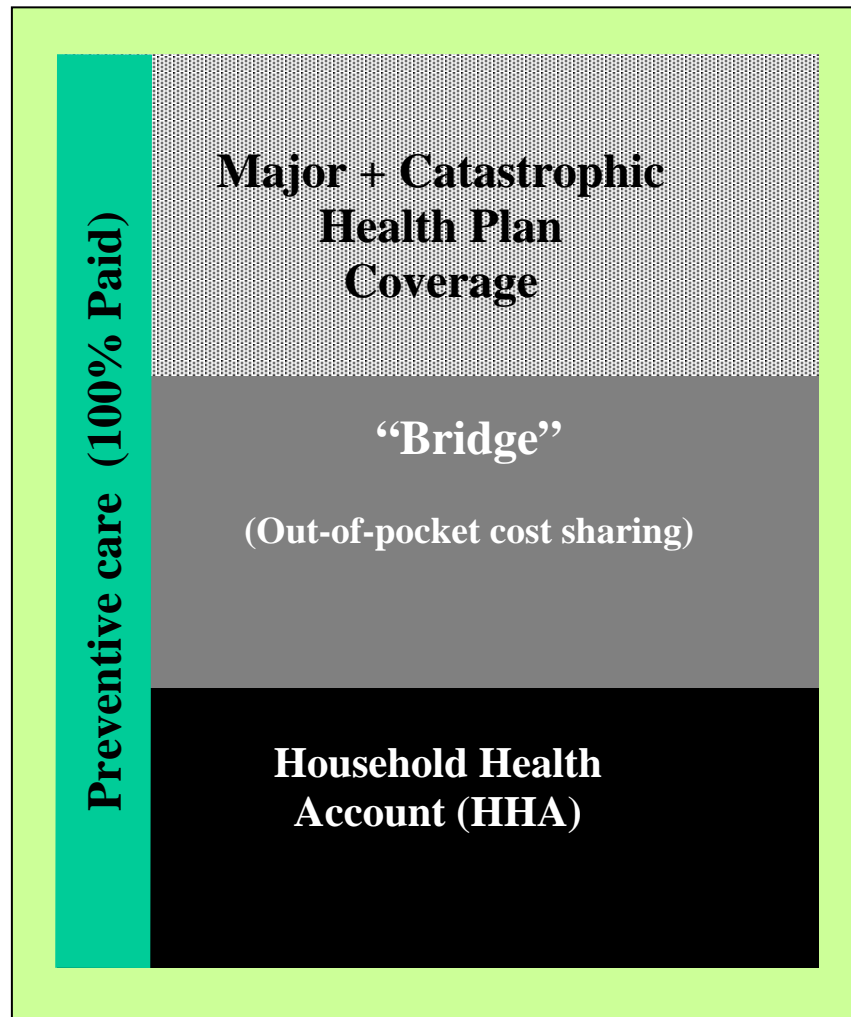 Preventive care (100% Paid)
Major + Catastrophic
Health Plan
Coverage
“Bridge”
(Out-of-pocket cost sharing)
Household Health
Account (HHA)